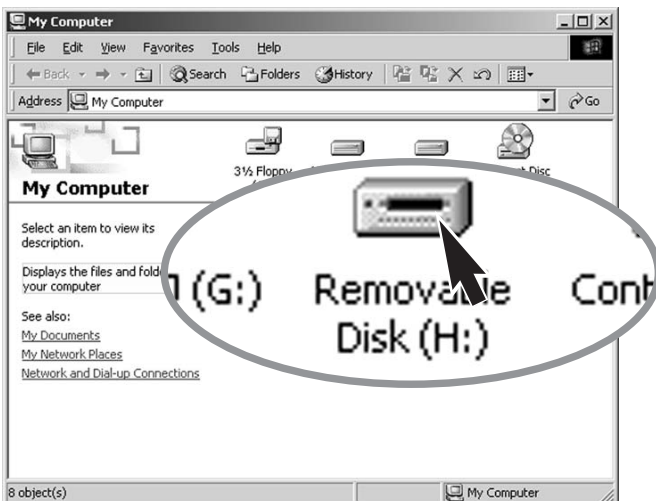 My Computer
File Edit View Favorites Tools Help
Back Search Folders History
Address My Computer Go
3½ Floppy Disc
My Computer
Select an item to view its
description.
Displays the files and
your computer
See also:
My Documents
My Network Places
Network and Dial-up Connections
(G:) Removable
Disk (H:)
8 object(s) My Computer